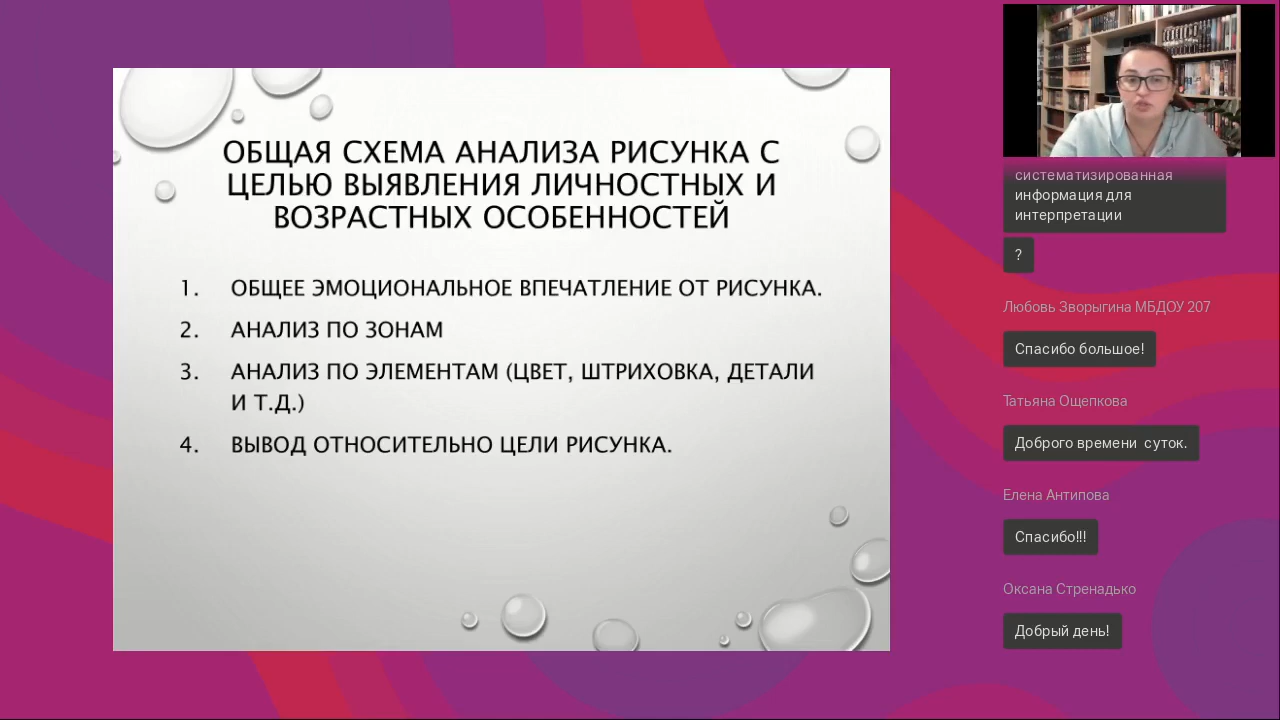 ОБЩАЯ СХЕМА АНАЛИЗА РИСУНКА С
ЦЕЛЬЮ ВЫЯВЛЕНИЯ ЛИЧНОСТНЫХ И
ВОЗРАСТНЫХ ОСОБЕННОСТЕЙ
1. ОБЩЕЕ ЭМОЦИОНАЛЬНОЕ ВПЕЧАТЛЕНИЕ ОТ РИСУНКА.
2. АНАЛИЗ ПО ЗОНАМ
3. АНАЛИЗ ПО ЭЛЕМЕНТАМ (ЦВЕТ, ШТРИХОВКА, ДЕТАЛИ
И Т.Д.)
4. ВЫВОД ОТНОСИТЕЛЬНО ЦЕЛИ РИСУНКА.
систематизированная
информация для
интерпретации
?
Любовь Зворыгина МБДОУ 207
Спасибо большое!
Татьяна Ощепкова
Доброго времени суток.
Елена Антипова
Спасибо!!!
Оксана Стренадько
Добрый день!